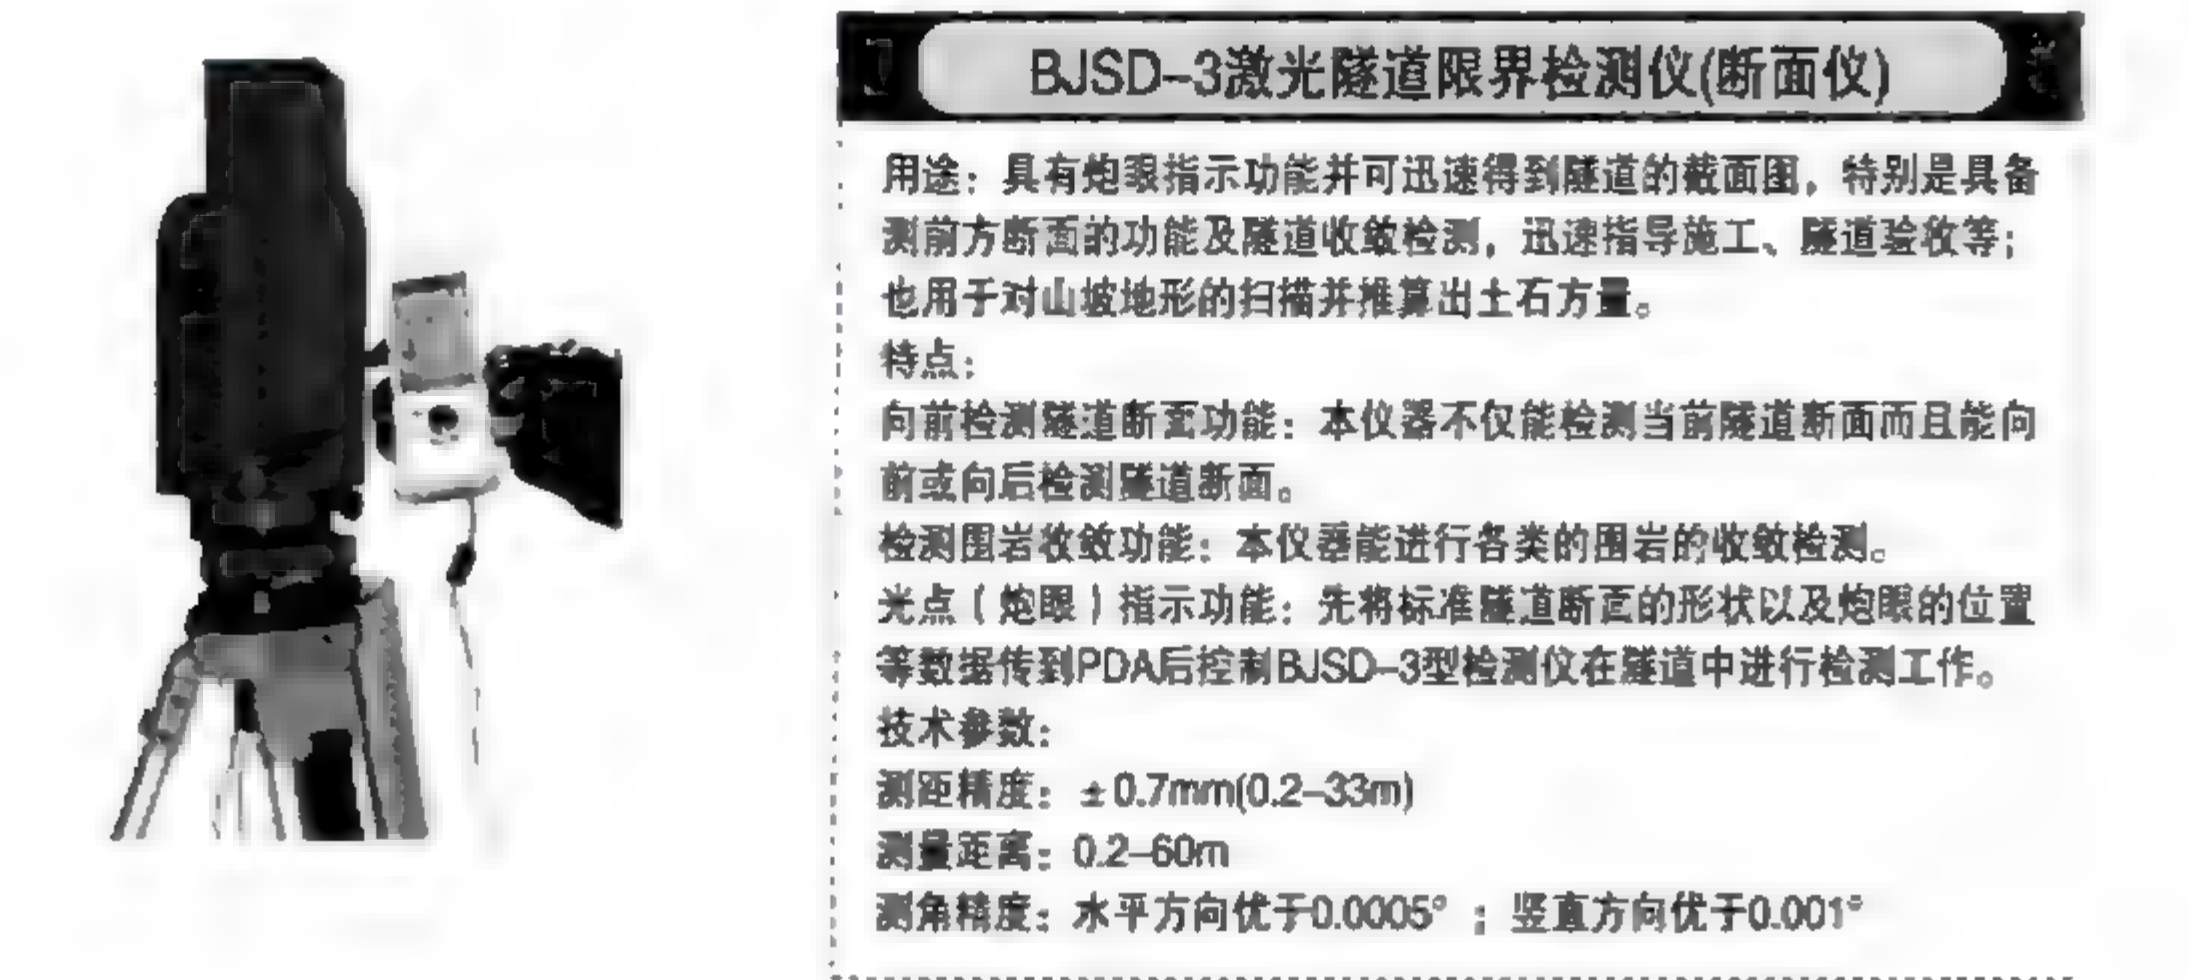 BJSD-3激光隧道限界检测仪(断面仪)
用途：具有炮眼指示功能并可迅速得到隧道的截面图，特别是具备
测前方断面的功能及隧道收敛检测，迅速指导施工、隧道验收等；
也用于对山坡地形的扫描并推算出土石方量。
特点：
向前检测隧道断面功能：本仪器不仅能检测当前隧道断面而且能向
前或向后检测隧道断面。
检测围岩收敛功能：本仪器能进行各类的围岩的收敛检测。
光点（炮眼）指示功能：先将标准隧道断面的形状以及炮眼的位置
等数据传到PDA后控制BJSD-3型检测仪在隧道中进行检测工作。
技术参数：
测距精度：±0.7mm(0.2-33m)
测量距离：0.2-60m
测角精度：水平方向优于0.0005°；竖直方向优于0.001°